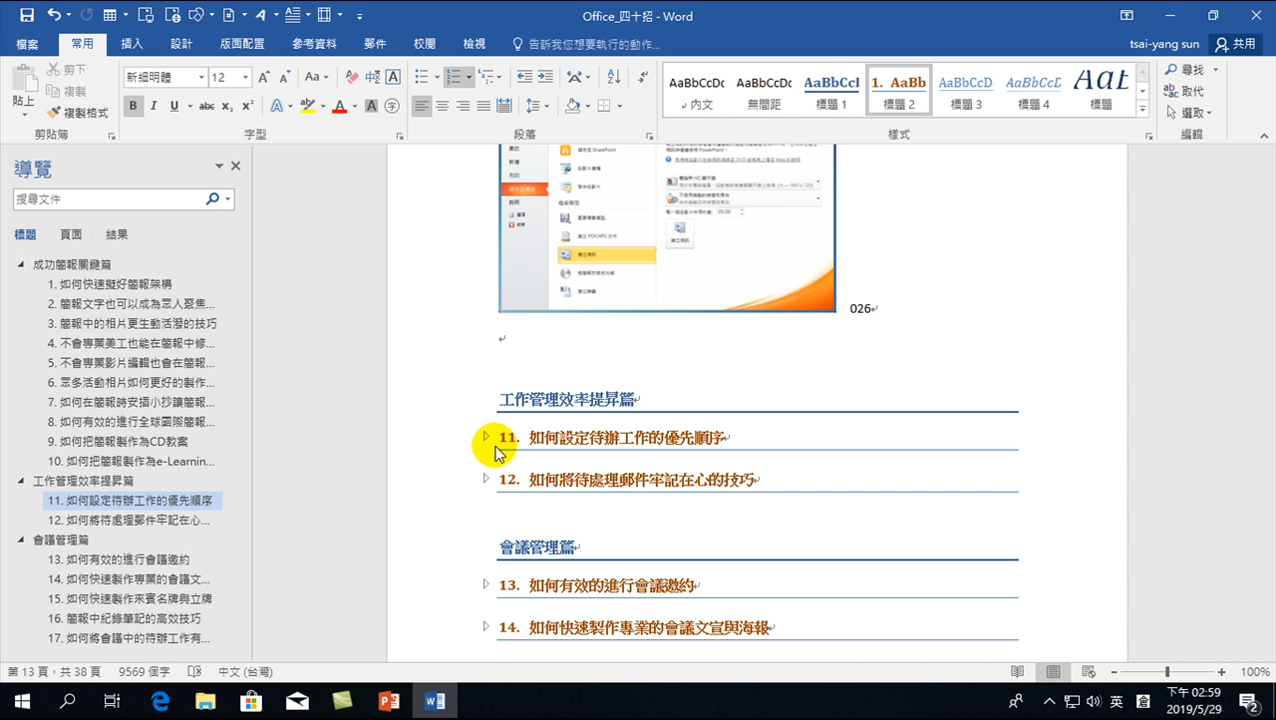 Office_四十招 - Word
檔案 常用 插入 設計 版面配置 參考資料 郵件 校閱 檢視 告訴我您想要執行的動作... tsai-yang sun 共用
貼上 剪下 複製 複製格式 剪貼簿
新細明體 12 字型
段落
AaBbCcDc AaBbCcDc AaBbCcl 1. AaBb AaBbCcD AaBbCcD AaB
內文 無間距 標題 1 標題 2 標題 3 標題 4 標題
樣式
尋找
取代
選取
編輯
導覽
標題 頁面 結果
成功簡報關鍵篇
1. 如何快速擬好簡報架構
2. 簡報文字也可以成為眾人聚焦...
3. 簡報中的相片更生動活潑的技巧
4. 不會專業美工也能在簡報中修...
5. 不會專業影片編輯也會在簡報...
6. 眾多活動相片如何更好的製作...
7. 如何在簡報時安插小抄讓簡報...
8. 如何有效的進行全球國際簡報...
9. 如何把簡報製作為CD教案
10. 如何把簡報製作為e-Learnin...
工作管理效率提昇篇
11. 如何設定待辦工作的優先順序
12. 如何將待處理郵件牢記在心...
會議管理篇
13. 如何有效的進行會議邀約
14. 如何快速製作專業的會議文...
15. 如何快速製作來賓名牌與立牌
16. 簡報中紀錄筆記的高效技巧
17. 如何將會議中的待辦工作有...
建立視訊
026
工作管理效率提昇篇
11. 如何設定待辦工作的優先順序
12. 如何將待處理郵件牢記在心的技巧
會議管理篇
13. 如何有效的進行會議邀約
14. 如何快速製作專業的會議文宣與海報
第 13 頁，共 38 頁 9569 個字 中文 (台灣) 100%
英 下午 02:59
2019/5/29 2